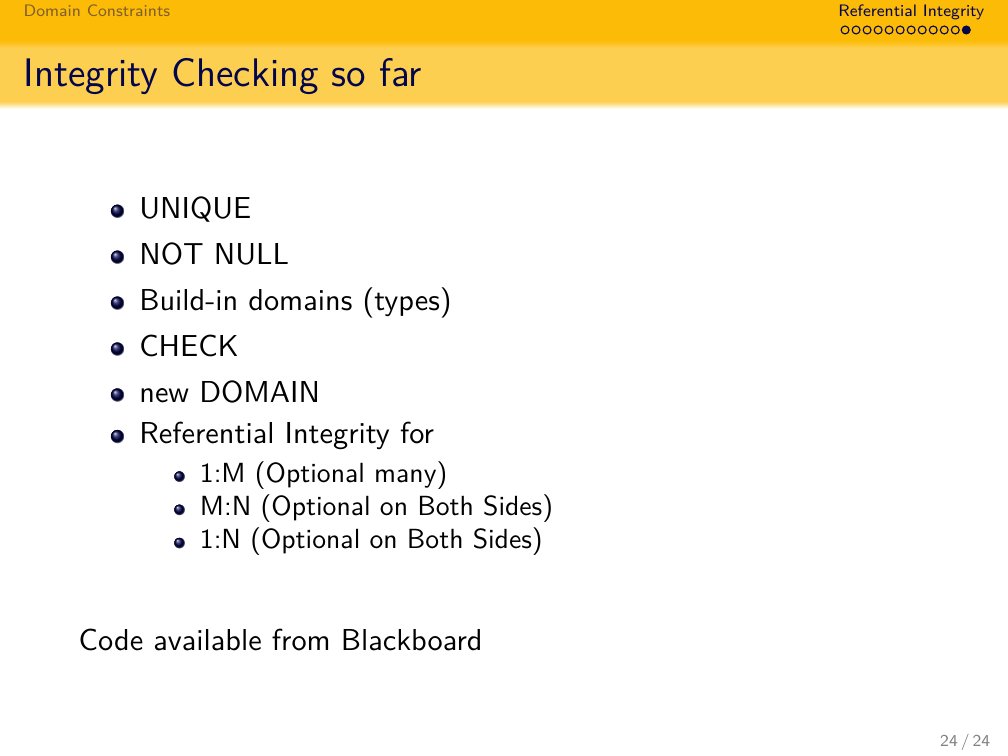 Domain Constraints
Referential Integrity
Integrity Checking so far
UNIQUE
NOT NULL
Build-in domains (types)
CHECK
new DOMAIN
Referential Integrity for
1:M (Optional many)
M:N (Optional on Both Sides)
1:N (Optional on Both Sides)
Code available from Blackboard
24 / 24